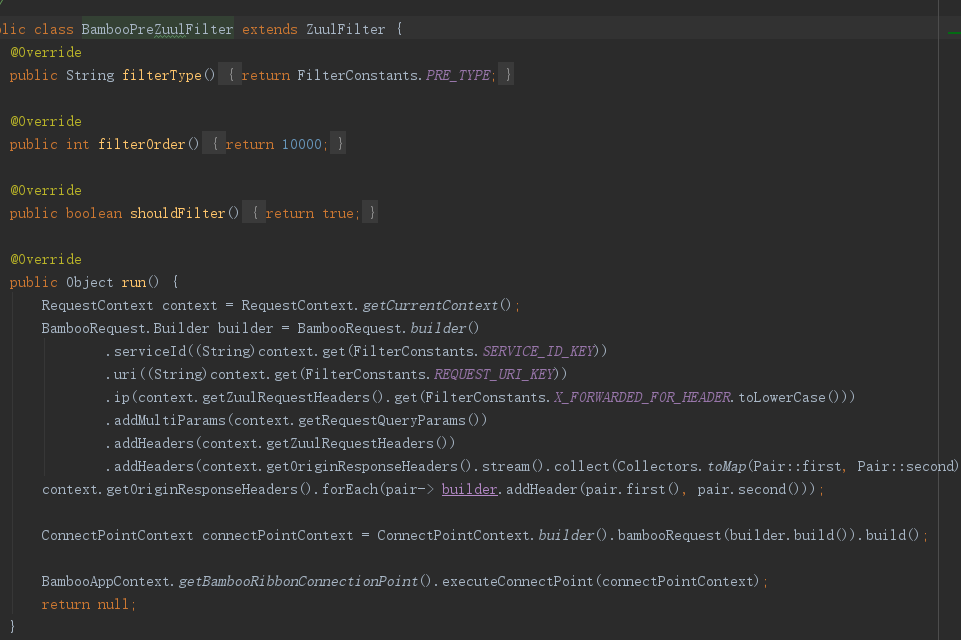 /
lic class BambooPreZuulFilter extends ZuulFilter {
@Override
public String filterType() { return FilterConstants.PRE_TYPE; }
@Override
public int filterOrder() { return 10000; }
@Override
public boolean shouldFilter() { return true; }
@Override
public Object run() {
RequestContext context = RequestContext.getCurrentContext();
BambooRequest.Builder builder = BambooRequest.builder()
.serviceId((String)context.get(FilterConstants.SERVICE_ID_KEY))
.uri((String)context.get(FilterConstants.REQUEST_URI_KEY))
.ip(context.getZuulRequestHeaders().get(FilterConstants.X_FORWARDED_FOR_HEADER.toLowerCase()))
.addMultiParams(context.getRequestQueryParams())
.addHeaders(context.getZuulRequestHeaders())
.addHeaders(context.getOriginResponseHeaders().stream().collect(Collectors.toMap(Pair::first, Pair::second)
context.getOriginResponseHeaders().forEach(pair-> builder.addHeader(pair.first(), pair.second()));
ConnectPointContext connectPointContext = ConnectPointContext.builder().bambooRequest(builder.build()).build();
BambooAppContext.getBambooRibbonConnectionPoint().executeConnectPoint(connectPointContext);
return null;
}